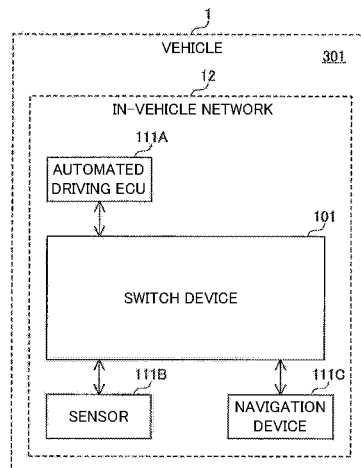 1
VEHICLE
301
12
IN-VEHICLE NETWORK
111A
AUTOMATED
DRIVING ECU
101
SWITCH DEVICE
111B
SENSOR
111C
NAVIGATION
DEVICE